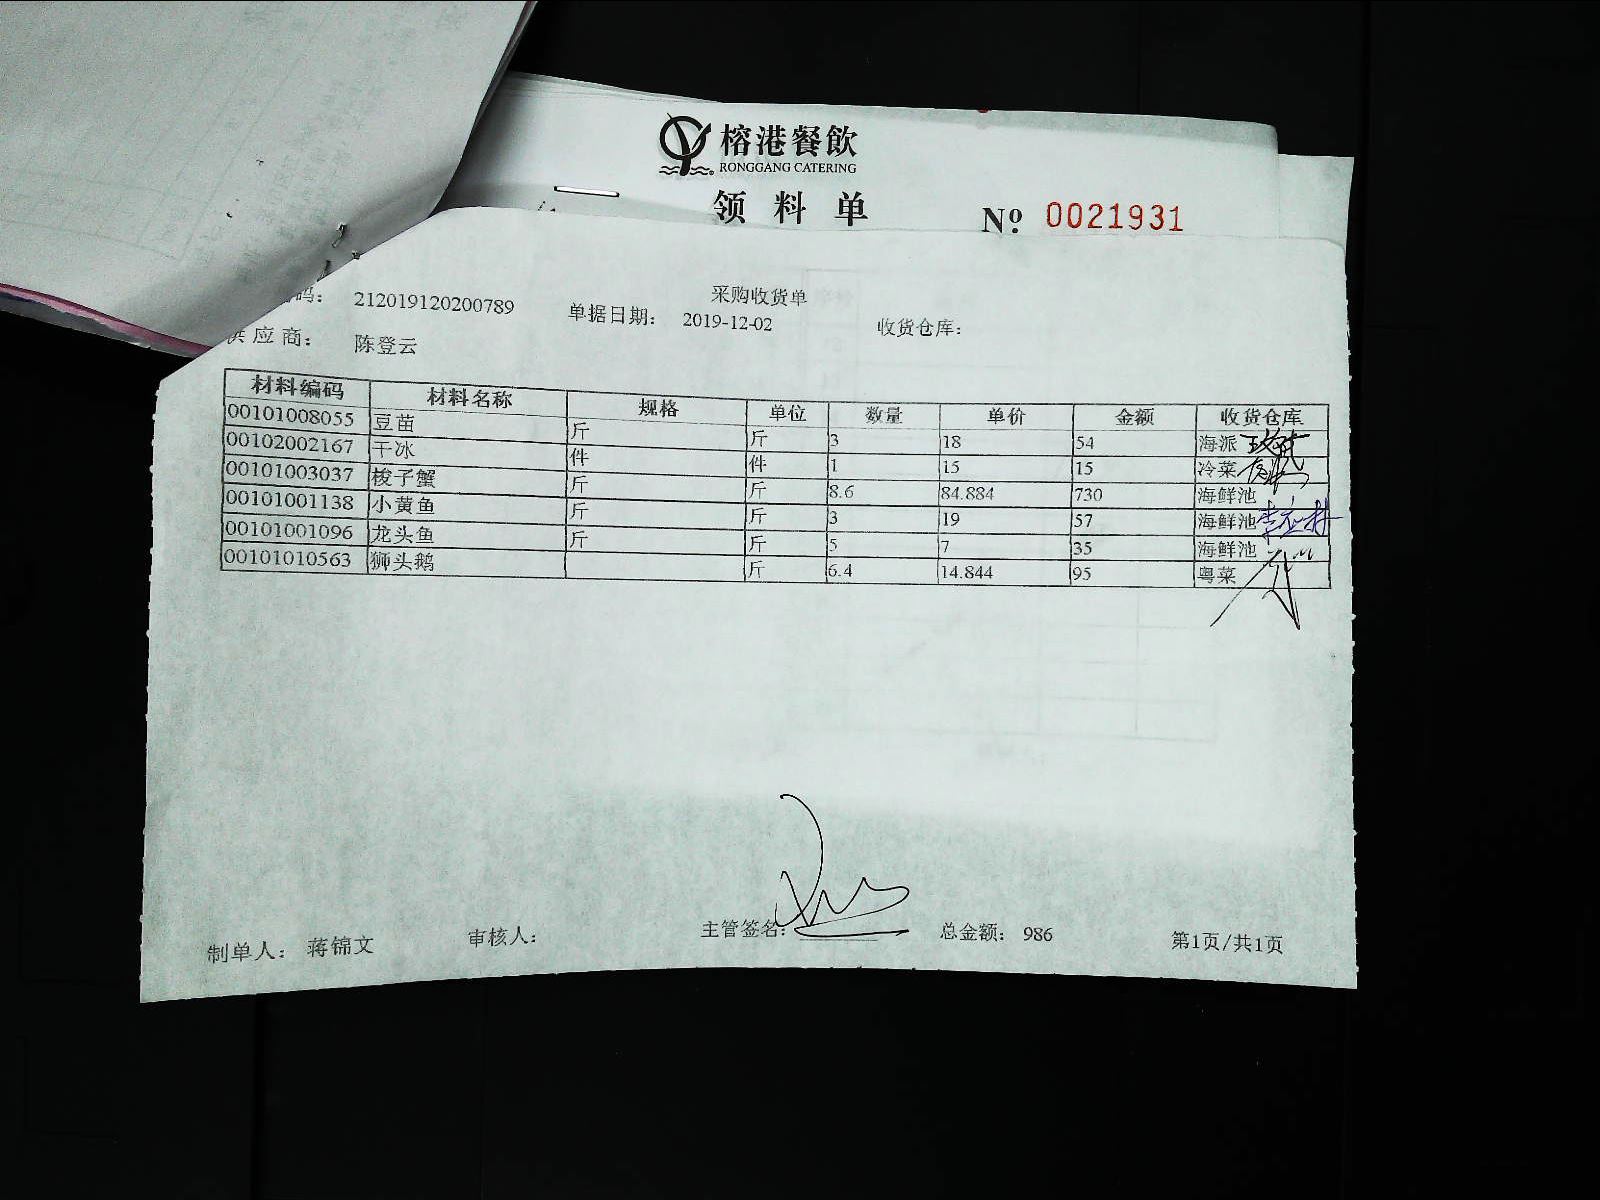 榕港餐飲
RONGGANG CATERING
领料单
Nº 0021931
采购收货单
码： 212019120200789 单据日期： 2019-12-02 收货仓库：
供应商： 陈登云
材料编码 材料名称 规格 单位 数量 单价 金额 收货仓库
00101008055 豆苗 斤 斤 3 18 54 海派
00102002167 干冰 件 件 1 15 15 冷菜
00101003037 梭子蟹 斤 斤 8.6 84.884 730 海鲜池
00101001138 小黄鱼 斤 斤 3 19 57 海鲜池
00101001096 龙头鱼 斤 斤 5 7 35 海鲜池
00101010563 狮头鹅 斤 6.4 14.844 95 粤菜
制单人： 蒋锦文 审核人： 主管签名： 总金额： 986 第1页/共1页